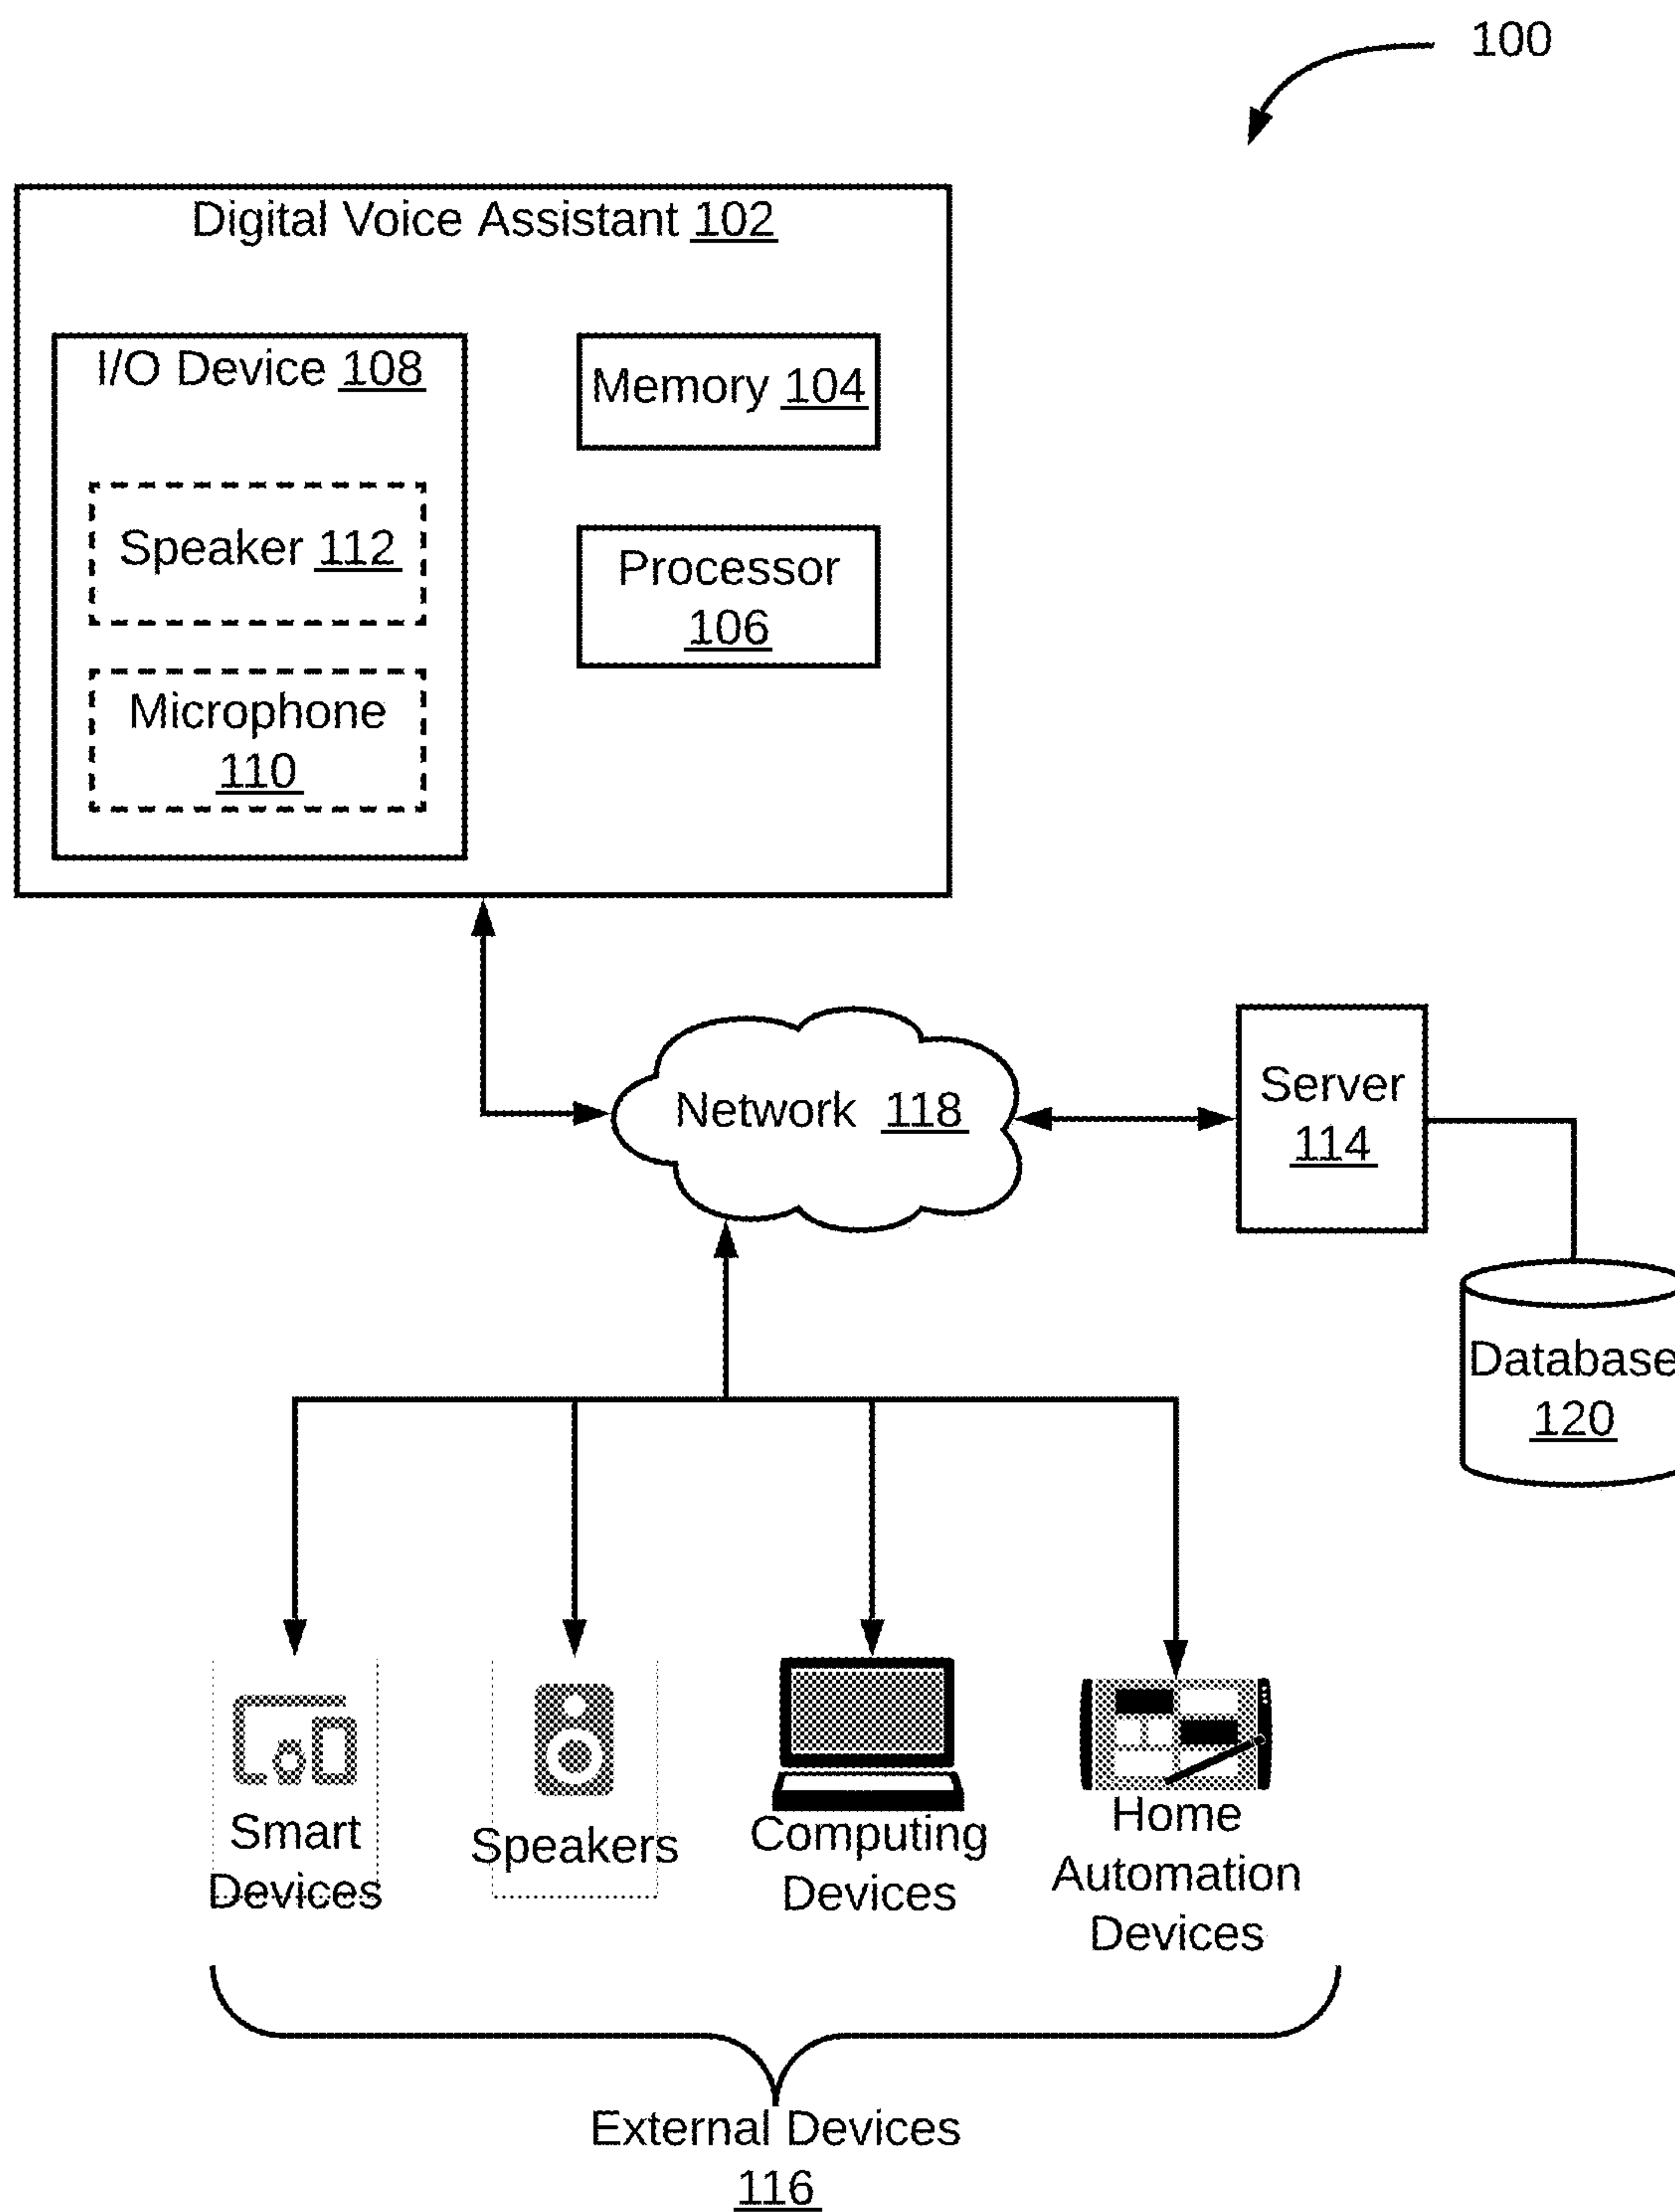 100
Digital Voice Assistant 102
I/O Device 108
Memory 104
Speaker 112
Processor
106
Microphone
110
Network 118
Server
114
Database
120
Smart
Devices
Speakers
Computing
Devices
Home
Automation
Devices
External Devices
116